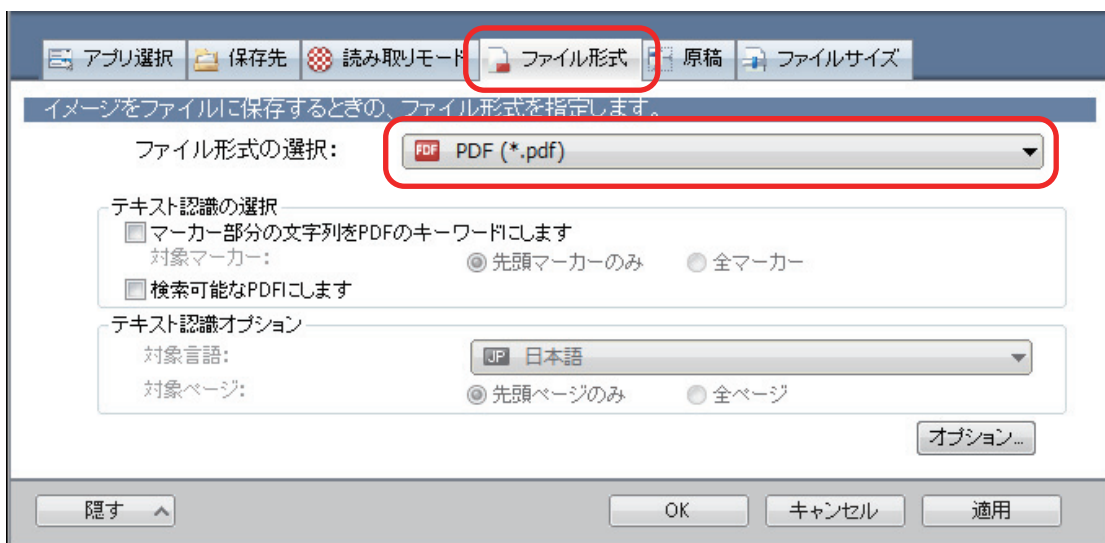 アプリ選択 保存先 読み取りモード ファイル形式 原稿 ファイルサイズ
イメージをファイルに保存するときの、ファイル形式を指定します。
ファイル形式の選択: PDF PDF (*.pdf)
テキスト認識の選択
マーカー部分の文字列をPDFのキーワードにします
対象マーカー: 先頭マーカーのみ 全マーカー
検索可能なPDFにします
テキスト認識オプション
対象言語: JP 日本語
対象ページ: 先頭ページのみ 全ページ
オプション...
隠す OK キャンセル 適用